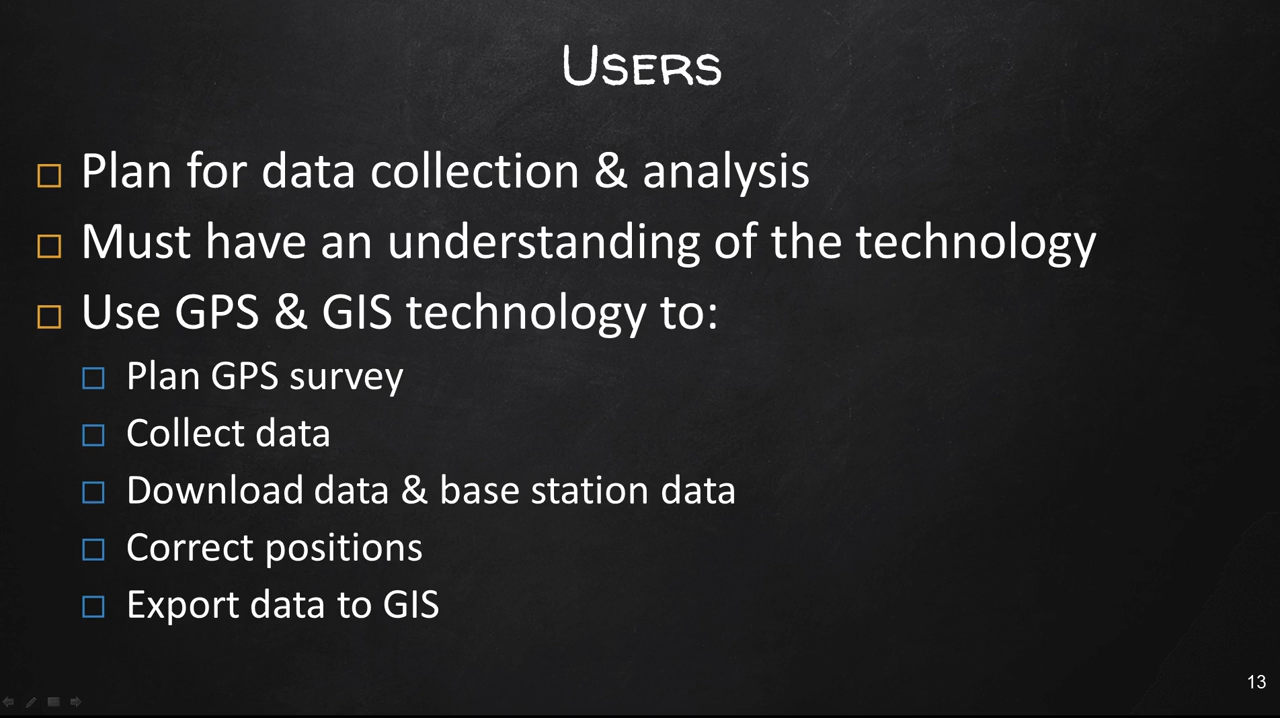 Users
Plan for data collection & analysis
Must have an understanding of the technology
Use GPS & GIS technology to:
Plan GPS survey
Collect data
Download data & base station data
Correct positions
Export data to GIS
13